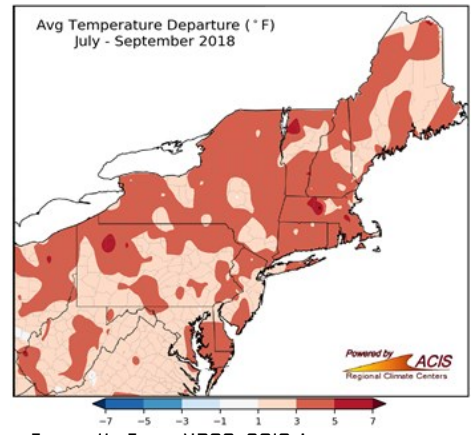 Avg Temperature Departure (°F)
July - September 2018
Powered by
ACIS
Regional Climate Centers
-7 -5 -3 -1 1 3 5 7